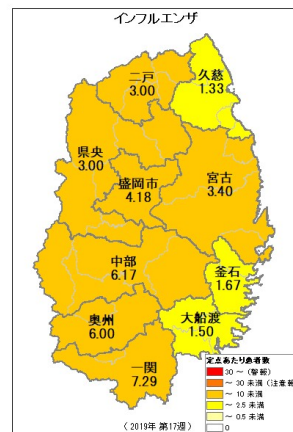 インフルエンザ
二戸
3.00
久慈
1.33
県央
3.00
盛岡市
4.18
宮古
3.40
中部
6.17
釜石
1.67
奥州
6.00
大船渡
1.50
一関
7.29
定点あたり患者数
30 ～ (警報)
～ 30 未満 (注意報
～ 10 未満
～ 2.5 未満
～ 0.5 未満
0
(2019年 第17週)